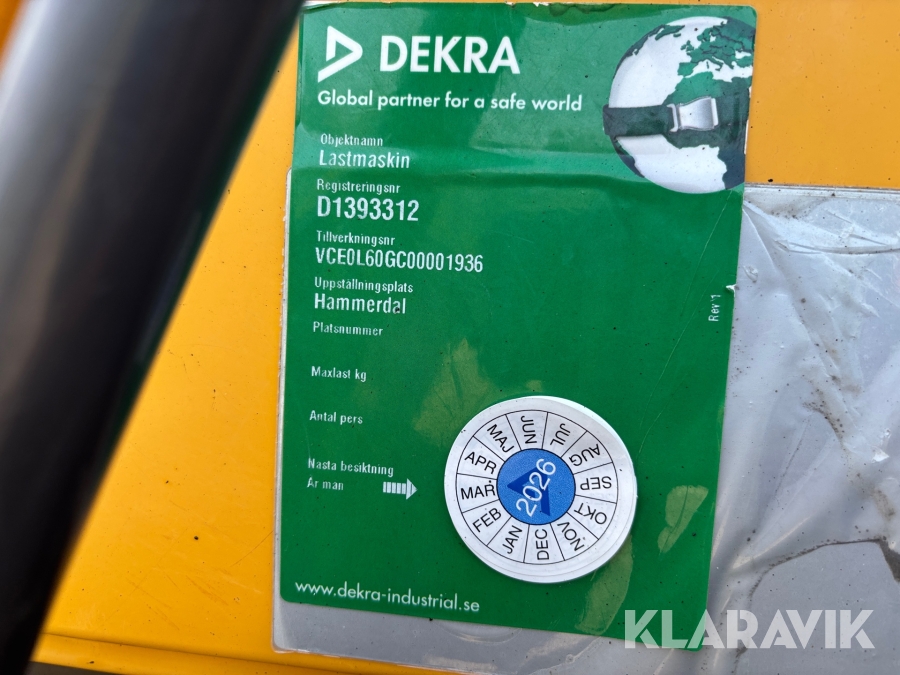 DEKRA
Global partner for a safe world
Objektnamn
Lastmaskin
Registreringsnr
D1393312
Tillverkningsnr
VCE0L60GC00001936
Uppställningsplats
Hammerdal
Platsnummer
Maxlast kg
Antal pers
Nästa besiktning
År mån
JAN
FEB
MAR
APR
MAJ
JUN
JUL
AUG
SEP
OKT
NOV
DEC
2026
Rev 1
www.dekra-industrial.se
KLARAVIK